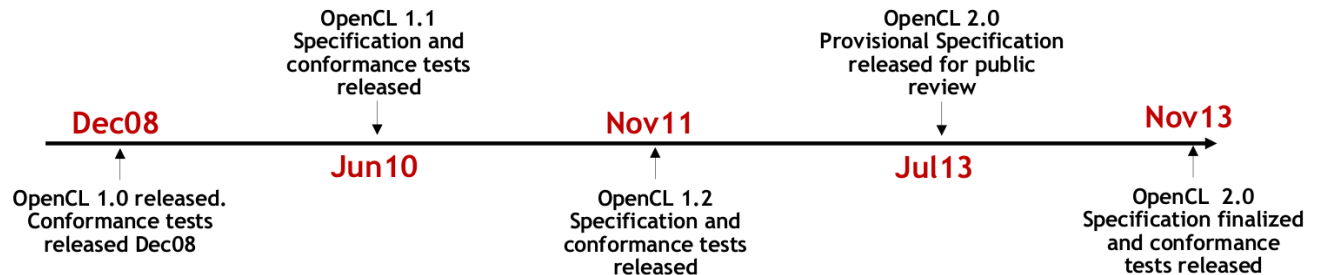 OpenCL 1.1
Specification and
conformance tests
released
OpenCL 2.0
Provisional Specification
released for public
review
Dec08
Nov11
Nov13
Jun10
Jul13
OpenCL 1.0 released.
Conformance tests
released Dec08
OpenCL 1.2
Specification and
conformance tests
released
OpenCL 2.0
Specification finalized
and conformance
tests released